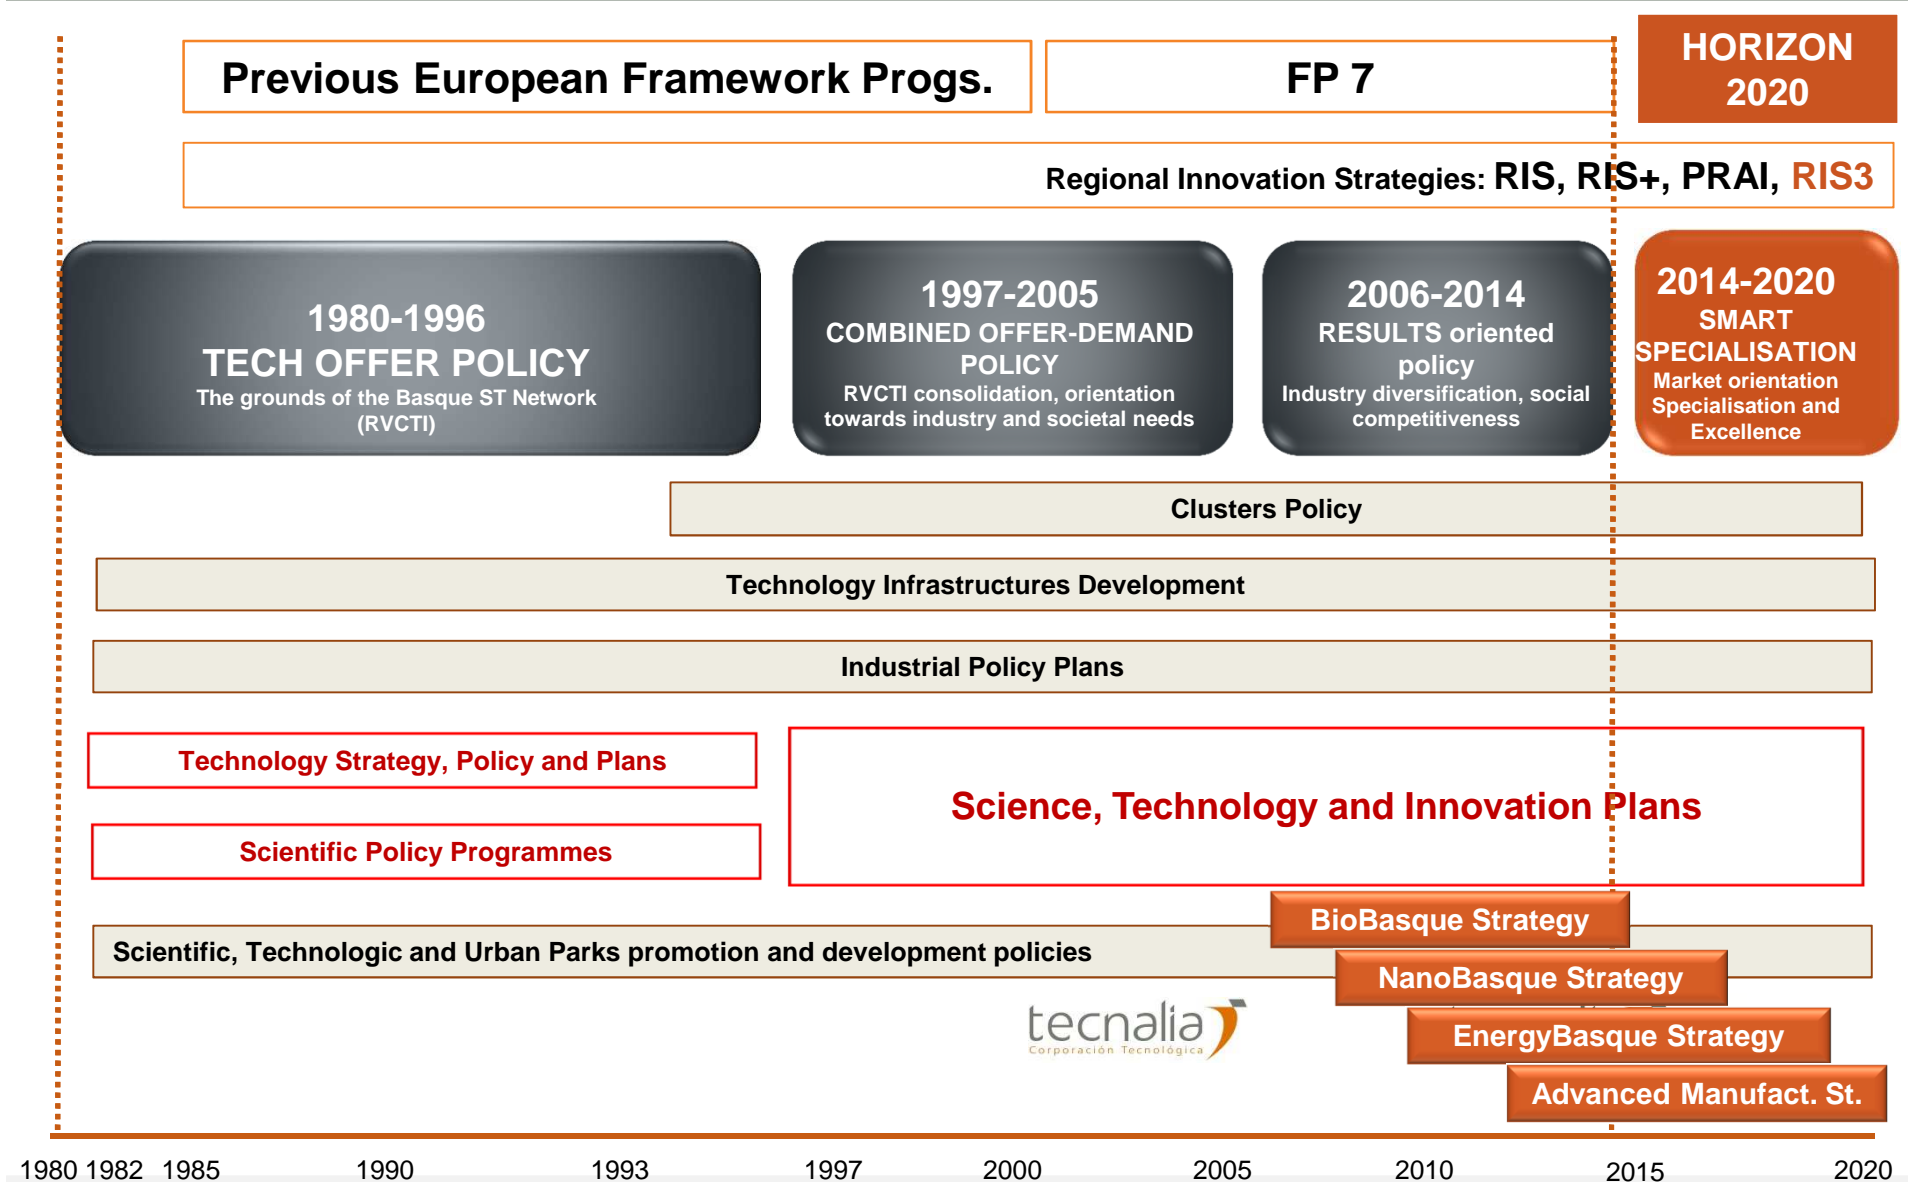 Previous European Framework Progs.
FP 7
HORIZON
2020
Regional Innovation Strategies: RIS, RIS+, PRAI, RIS3
1980-1996
TECH OFFER POLICY
The grounds of the Basque ST Network
(RVCTI)
1997-2005
COMBINED OFFER-DEMAND
POLICY
RVCTI consolidation, orientation
towards industry and societal needs
2006-2014
RESULTS oriented
policy
Industry diversification, social
competitiveness
2014-2020
SMART
SPECIALISATION
Market orientation
Specialisation and
Excellence
Clusters Policy
Technology Infrastructures Development
Industrial Policy Plans
Technology Strategy, Policy and Plans
Scientific Policy Programmes
Science, Technology and Innovation Plans
Scientific, Technologic and Urban Parks promotion and development policies
BioBasque Strategy
NanoBasque Strategy
EnergyBasque Strategy
Advanced Manufact. St.
tecnalia
Corporación Tecnológica
1980 1982 1985 1990 1993 1997 2000 2005 2010 2015 2020